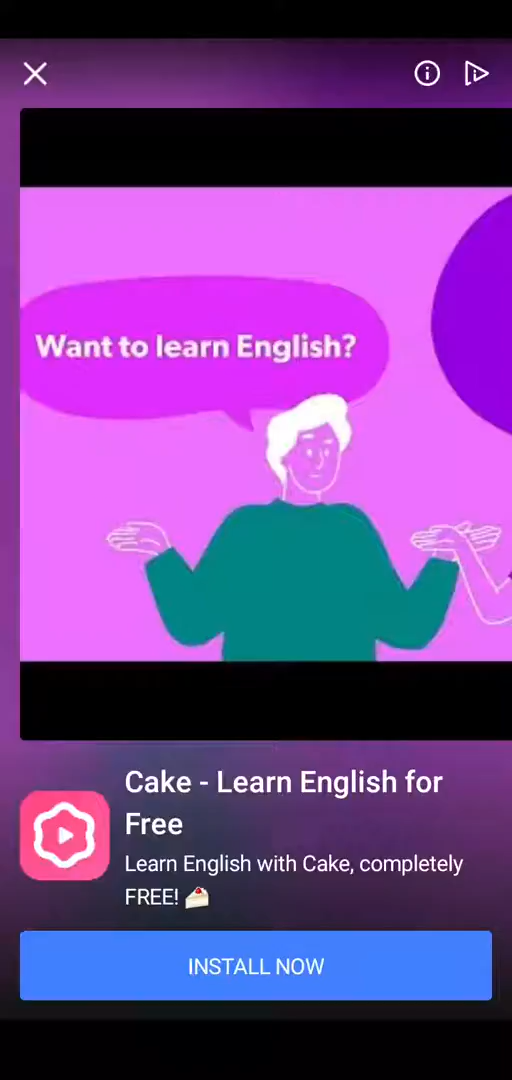 Want to learn English?
Cake - Learn English for
Free
Learn English with Cake, completely
FREE! 🍰
INSTALL NOW